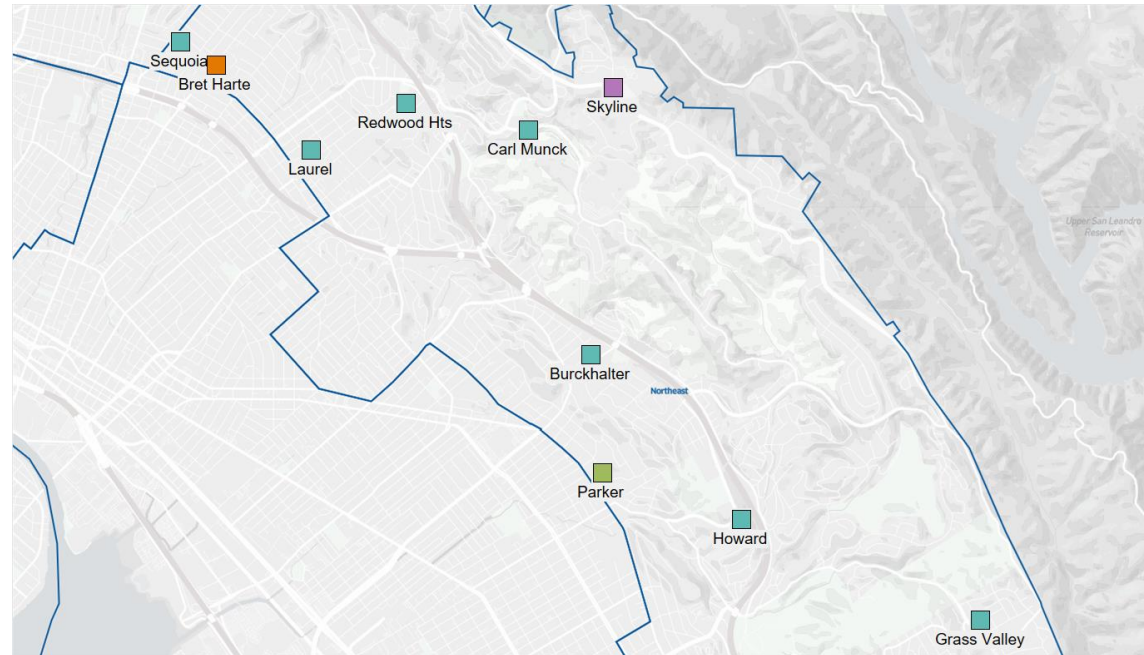 Sequoia
Bret Harte
Skyline
Redwood Hts
Carl Munck
Laurel
Upper San Leandro
Reservoir
Burckhalter
Northeast
Parker
Howard
Grass Valley